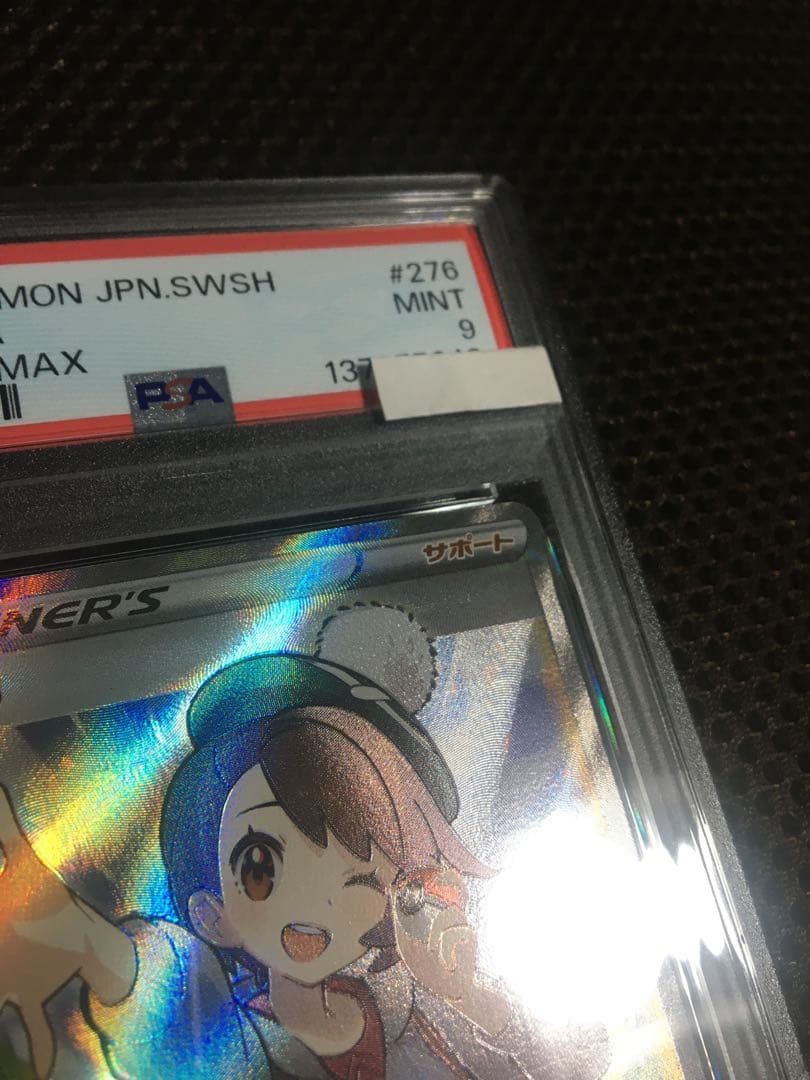 MON JPN.SWSH #276
MINT
MAX 9
PSA 137
NER'S サポート